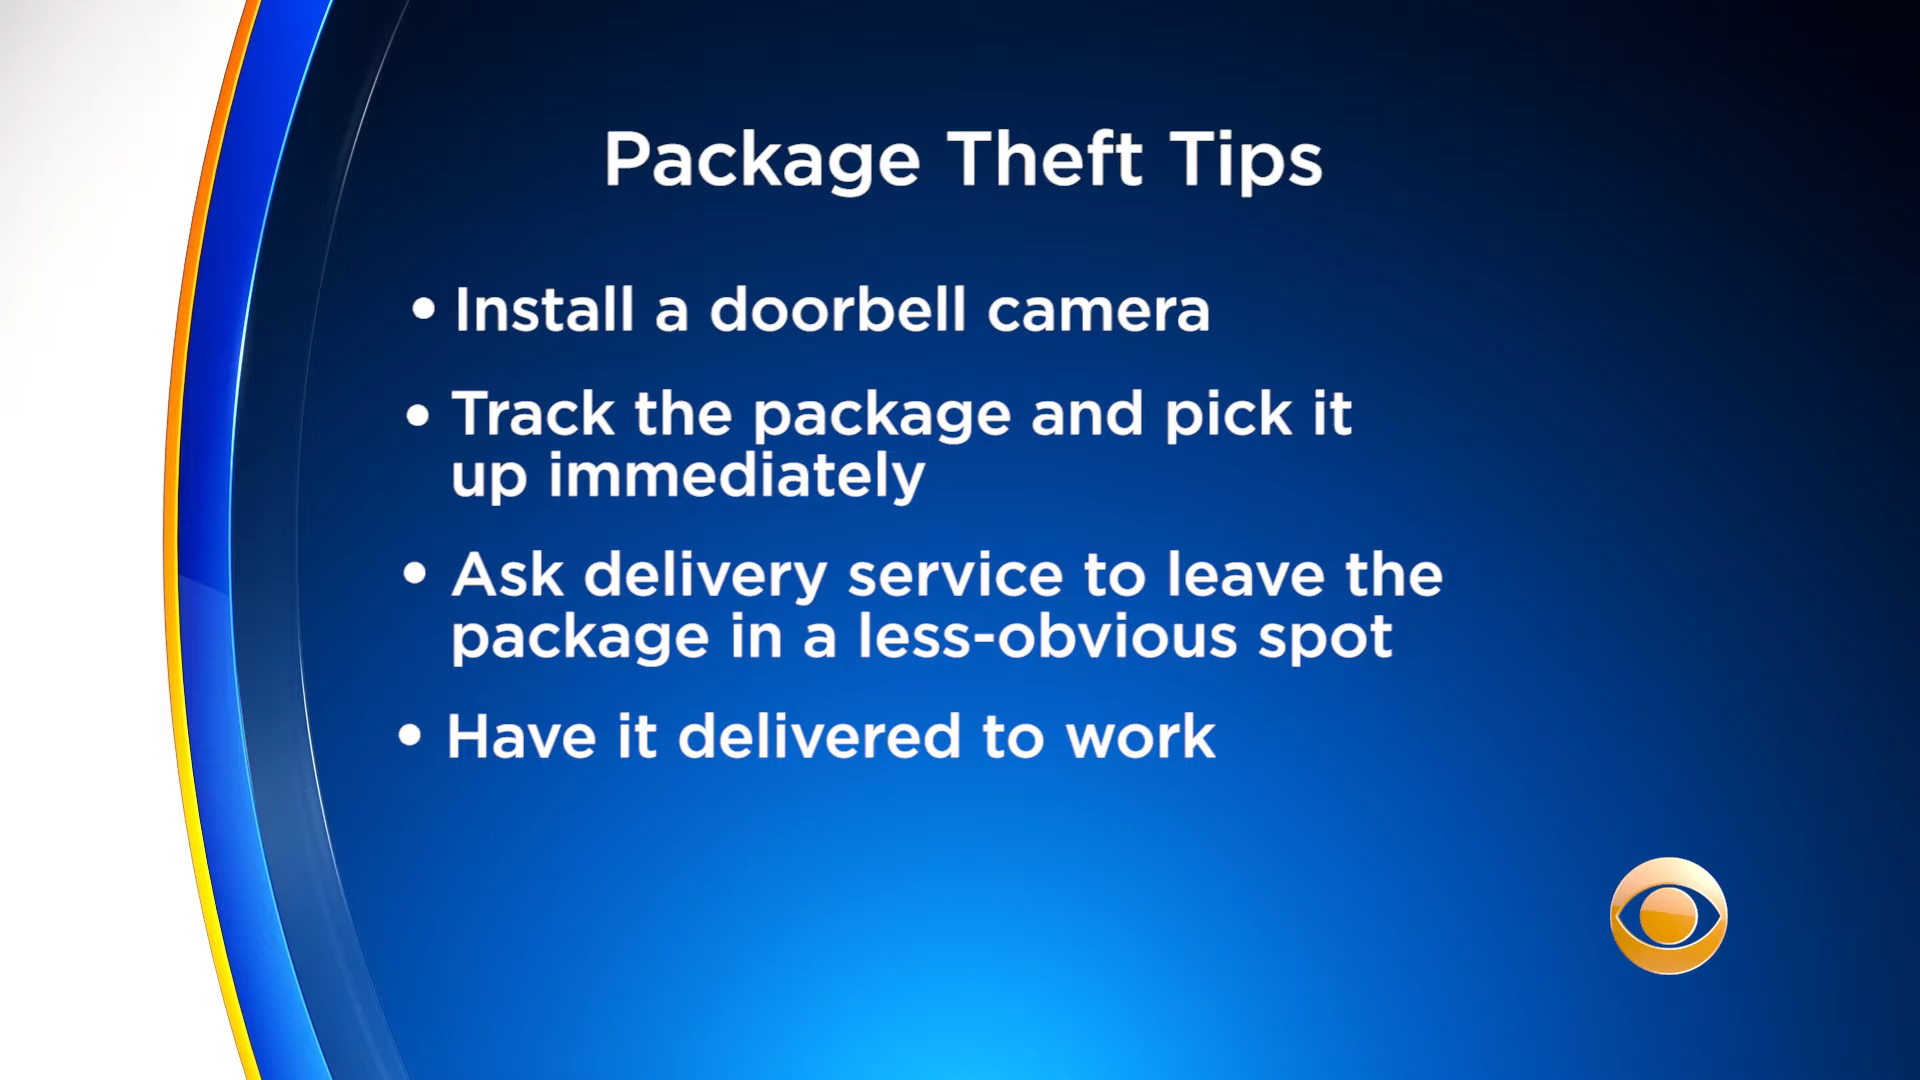 Package Theft Tips
• Install a doorbell camera
• Track the package and pick it
up immediately
• Ask delivery service to leave the
package in a less-obvious spot
• Have it delivered to work